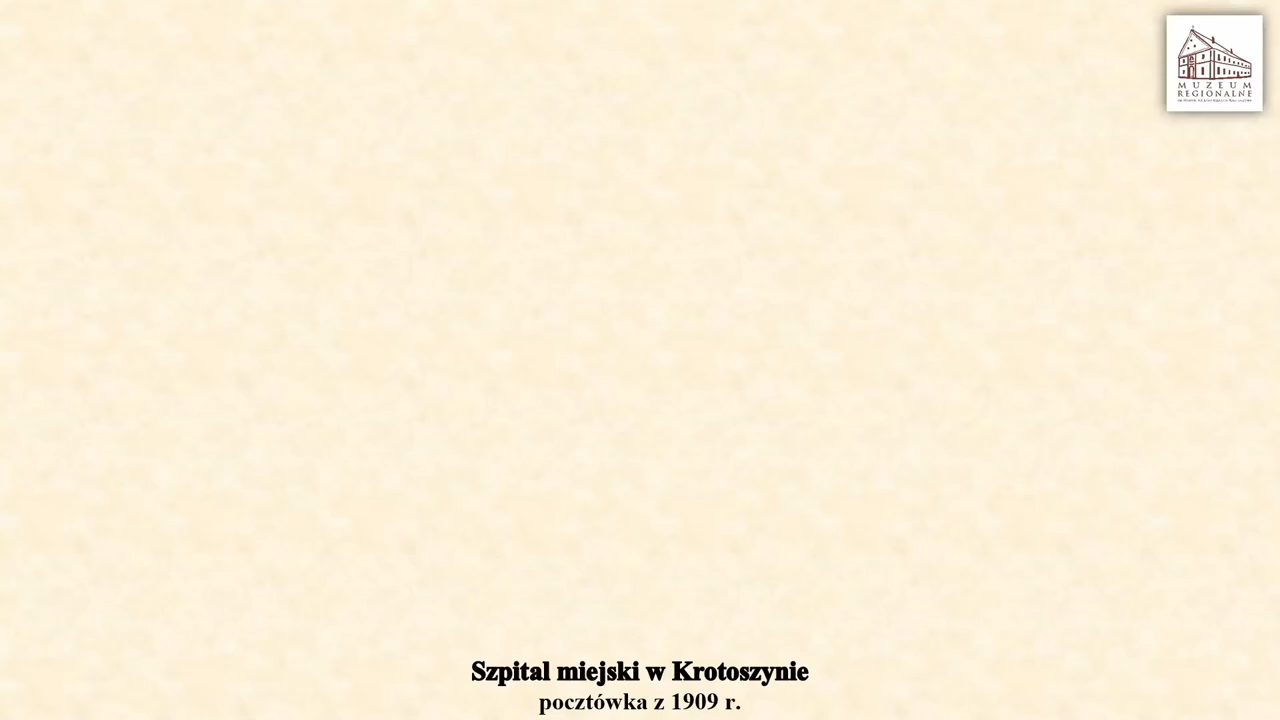 MUZEUM
REGIONALNE
Szpital miejski w Krotoszynie
pocztówka z 1909 r.